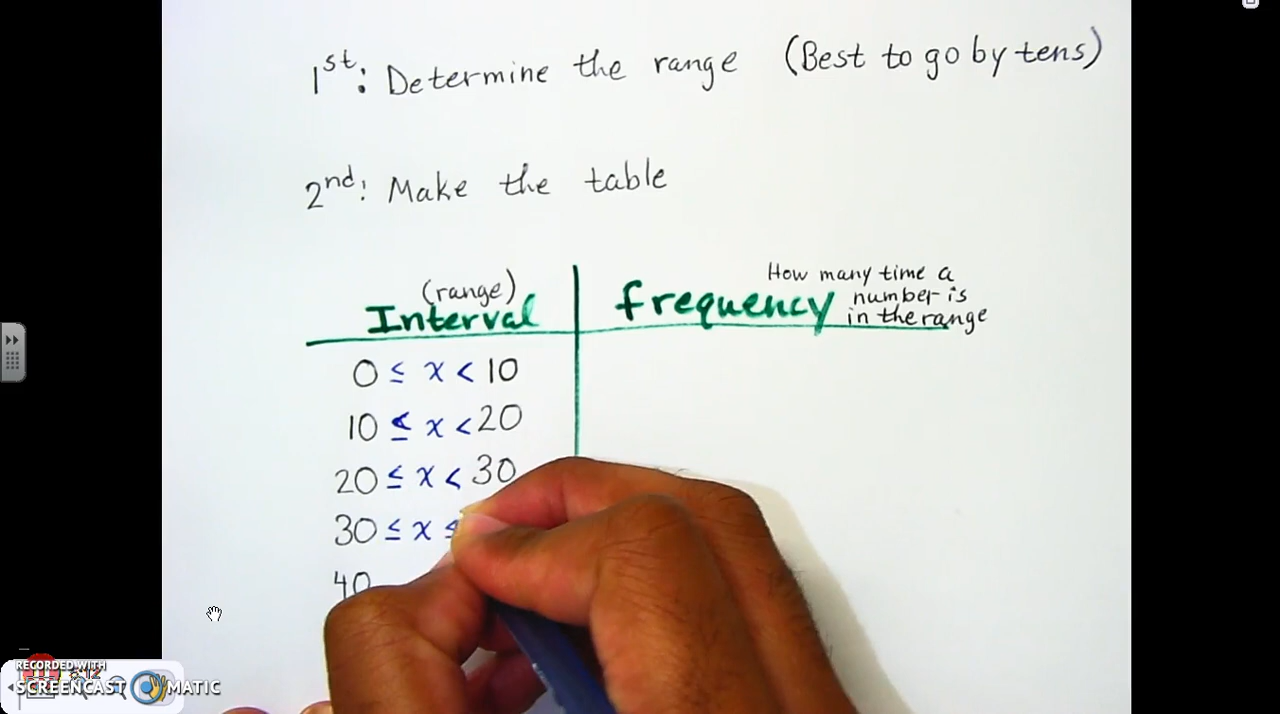 1st: Determine the range (Best to go by tens)
2nd: Make the table
(range)
Interval
frequency
How many time a
number is
in the range
0 ≤ x < 10
10 ≤ x < 20
20 ≤ x < 30
30 ≤ x
40
RECORDED WITH
SCREENCAST MATIC